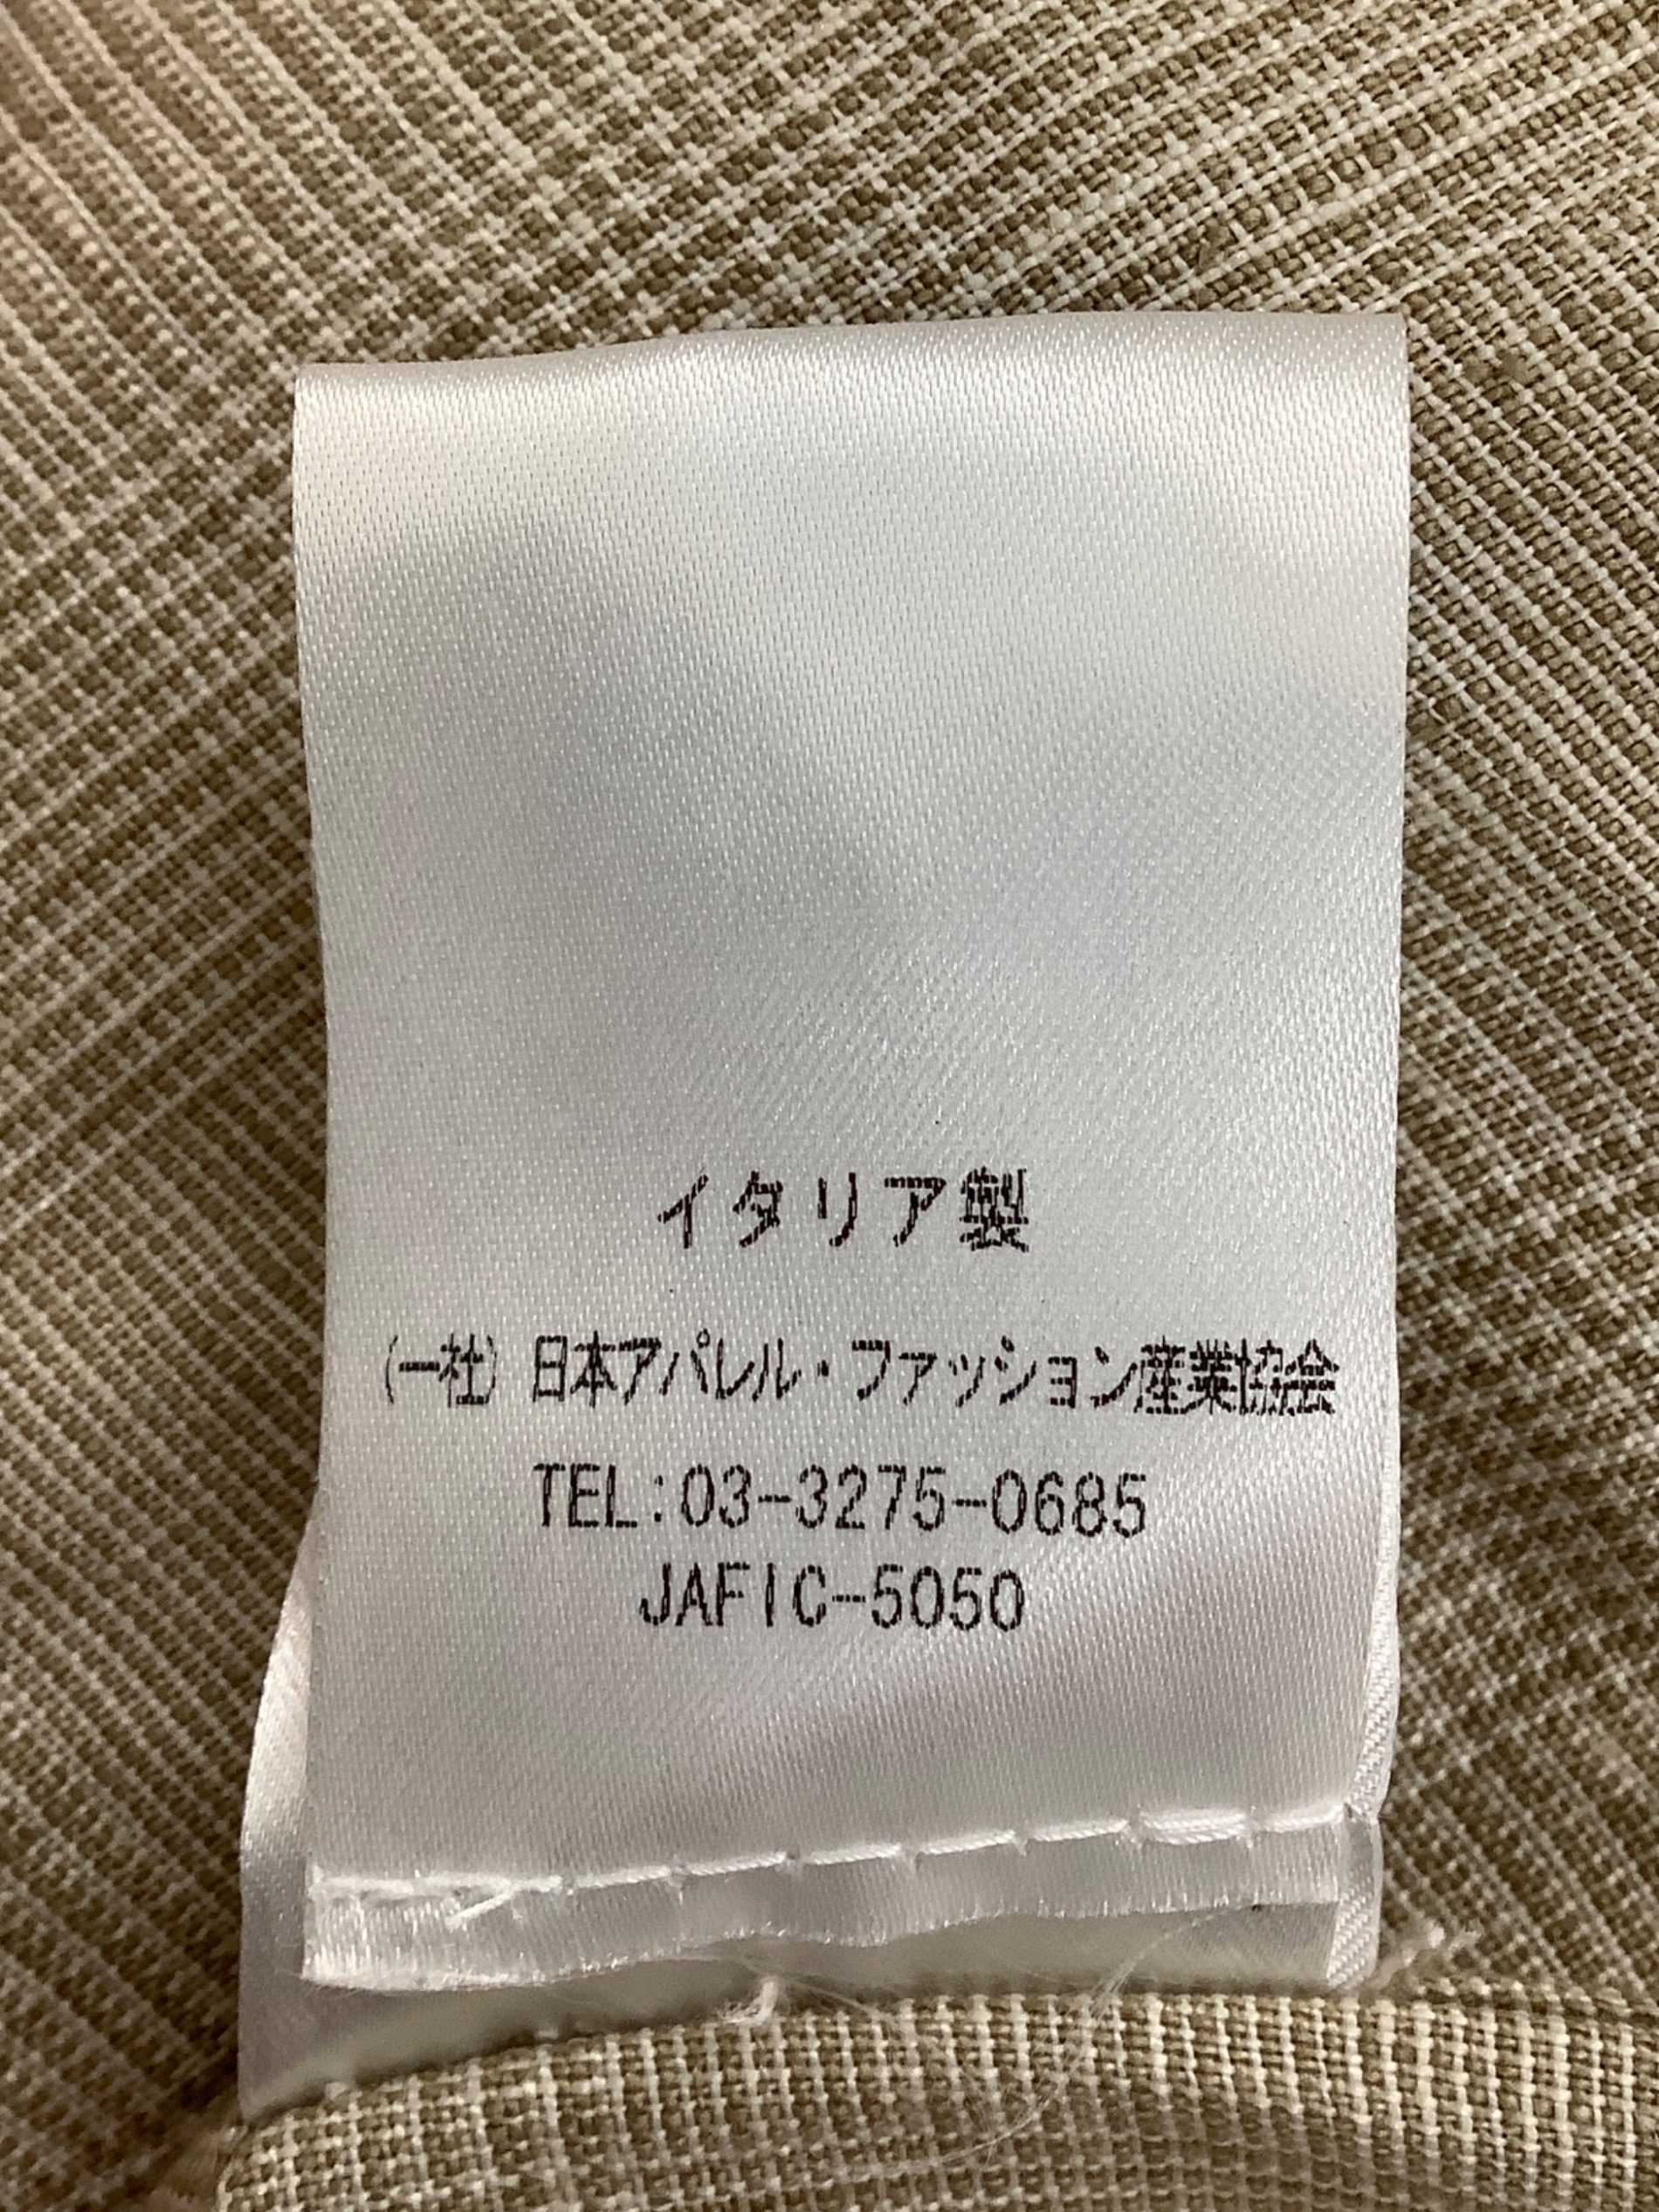 イタリア製
(一社) 日本アパレル・ファッション産業協会
TEL:03-3275-0685
JAFIC-5050